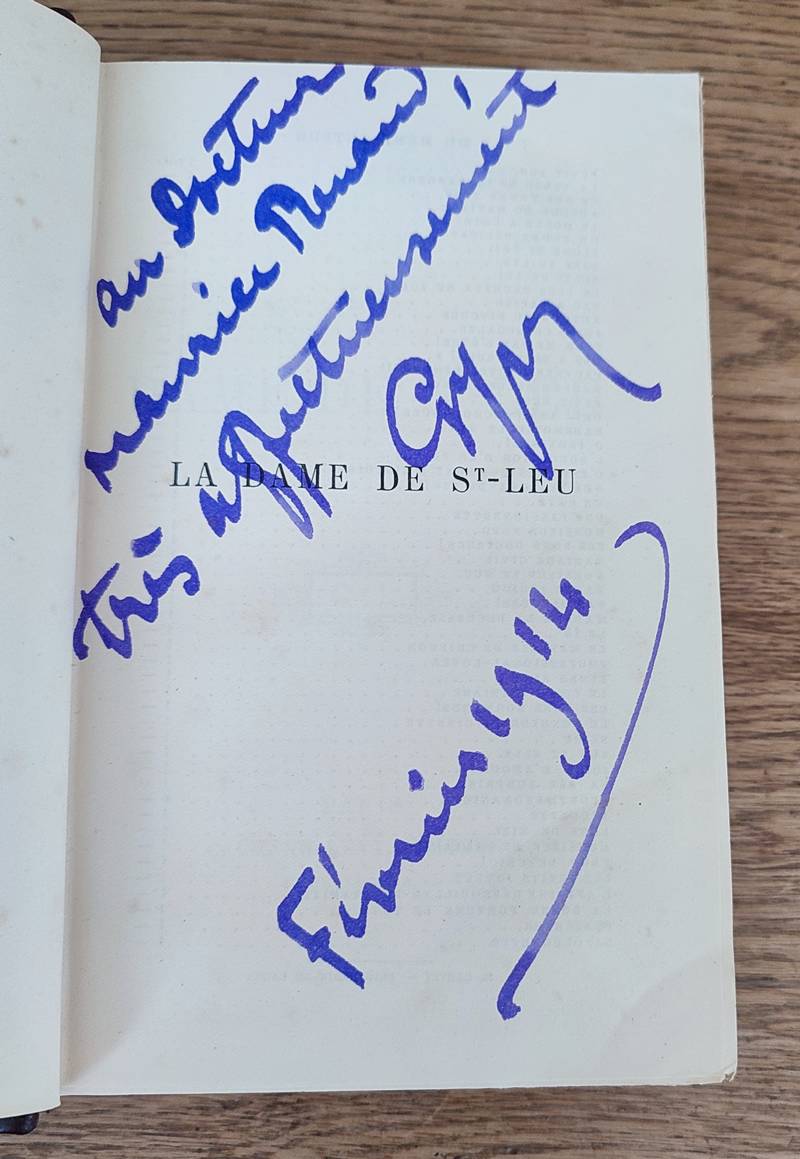 au Docteur
maurice Renaud,
très affectueusement
Gyp
LA DAME DE ST-LEU
Février 1914